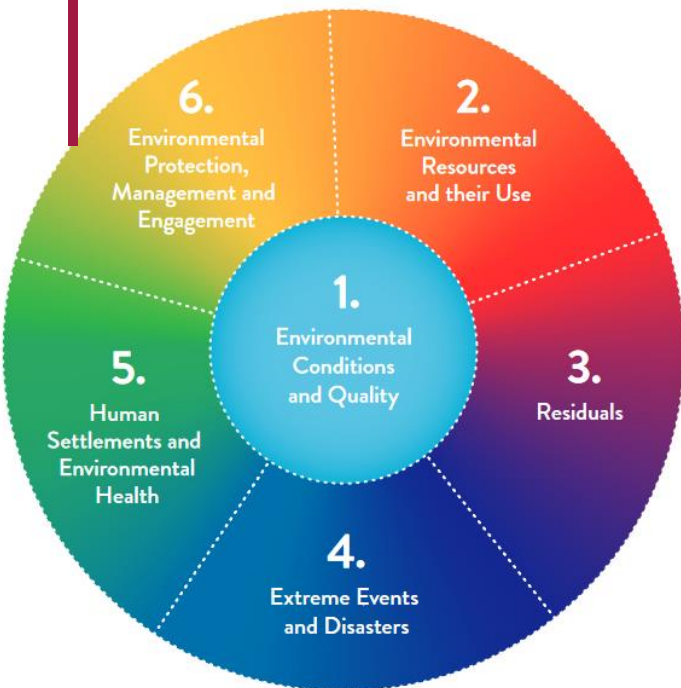 1.
Environmental
Conditions
and Quality
2.
Environmental
Resources
and their Use
3.
Residuals
4.
Extreme Events
and Disasters
5.
Human
Settlements and
Environmental
Health
6.
Environmental
Protection,
Management and
Engagement